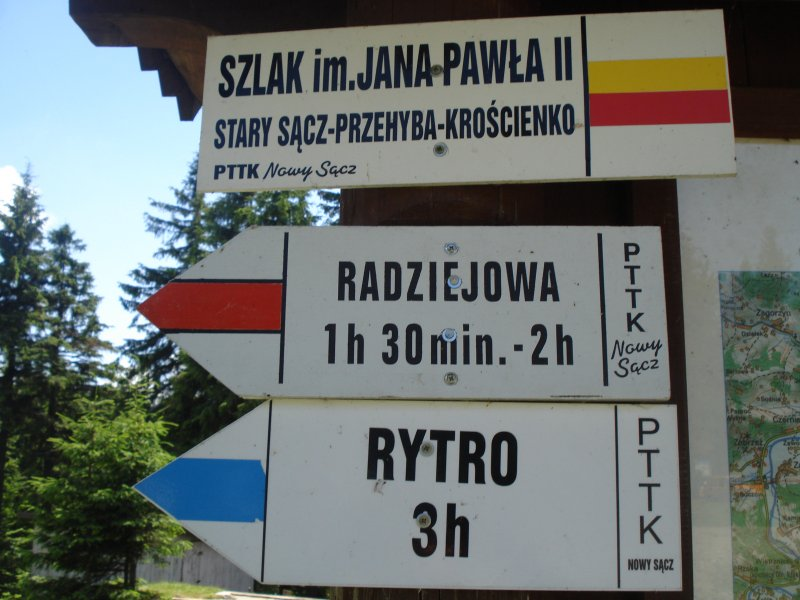 SZLAK im.JANA PAWŁA II
STARY SĄCZ-PRZEHYBA-KROŚCIENKO
PTTK Nowy Sącz
RADZIEJOWA
1h 30min.-2h
PTTK
Nowy
Sącz
RYTRO
3h
PTTK
NOWY SĄCZ
Zagorzyn